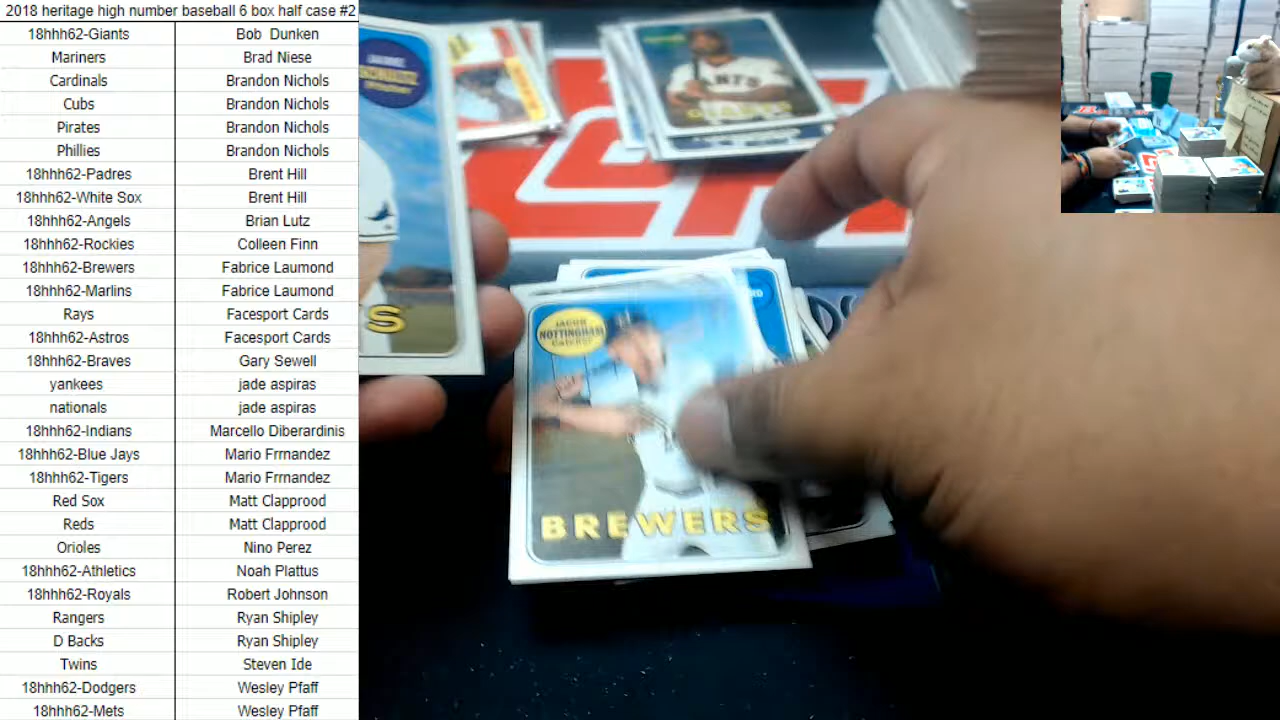 2018 heritage high number baseball 6 box half case #2
18hhh62-Giants Bob Dunken
Mariners Brad Niese
Cardinals Brandon Nichols
Cubs Brandon Nichols
Pirates Brandon Nichols
Phillies Brandon Nichols
18hhh62-Padres Brent Hill
18hhh62-White Sox Brent Hill
18hhh62-Angels Brian Lutz
18hhh62-Rockies Colleen Finn
18hhh62-Brewers Fabrice Laumond
18hhh62-Marlins Fabrice Laumond
Rays Facesport Cards
18hhh62-Astros Facesport Cards
18hhh62-Braves Gary Sewell
yankees jade aspiras
nationals jade aspiras
18hhh62-Indians Marcello Diberardinis
18hhh62-Blue Jays Mario Frrnandez
18hhh62-Tigers Mario Frrnandez
Red Sox Matt Clapprood
Reds Matt Clapprood
Orioles Nino Perez
18hhh62-Athletics Noah Plattus
18hhh62-Royals Robert Johnson
Rangers Ryan Shipley
D Backs Ryan Shipley
Twins Steven Ide
18hhh62-Dodgers Wesley Pfaff
18hhh62-Mets Wesley Pfaff
GIANTS
S
JACOB
NOTTINGHAM
Catcher
BREWERS